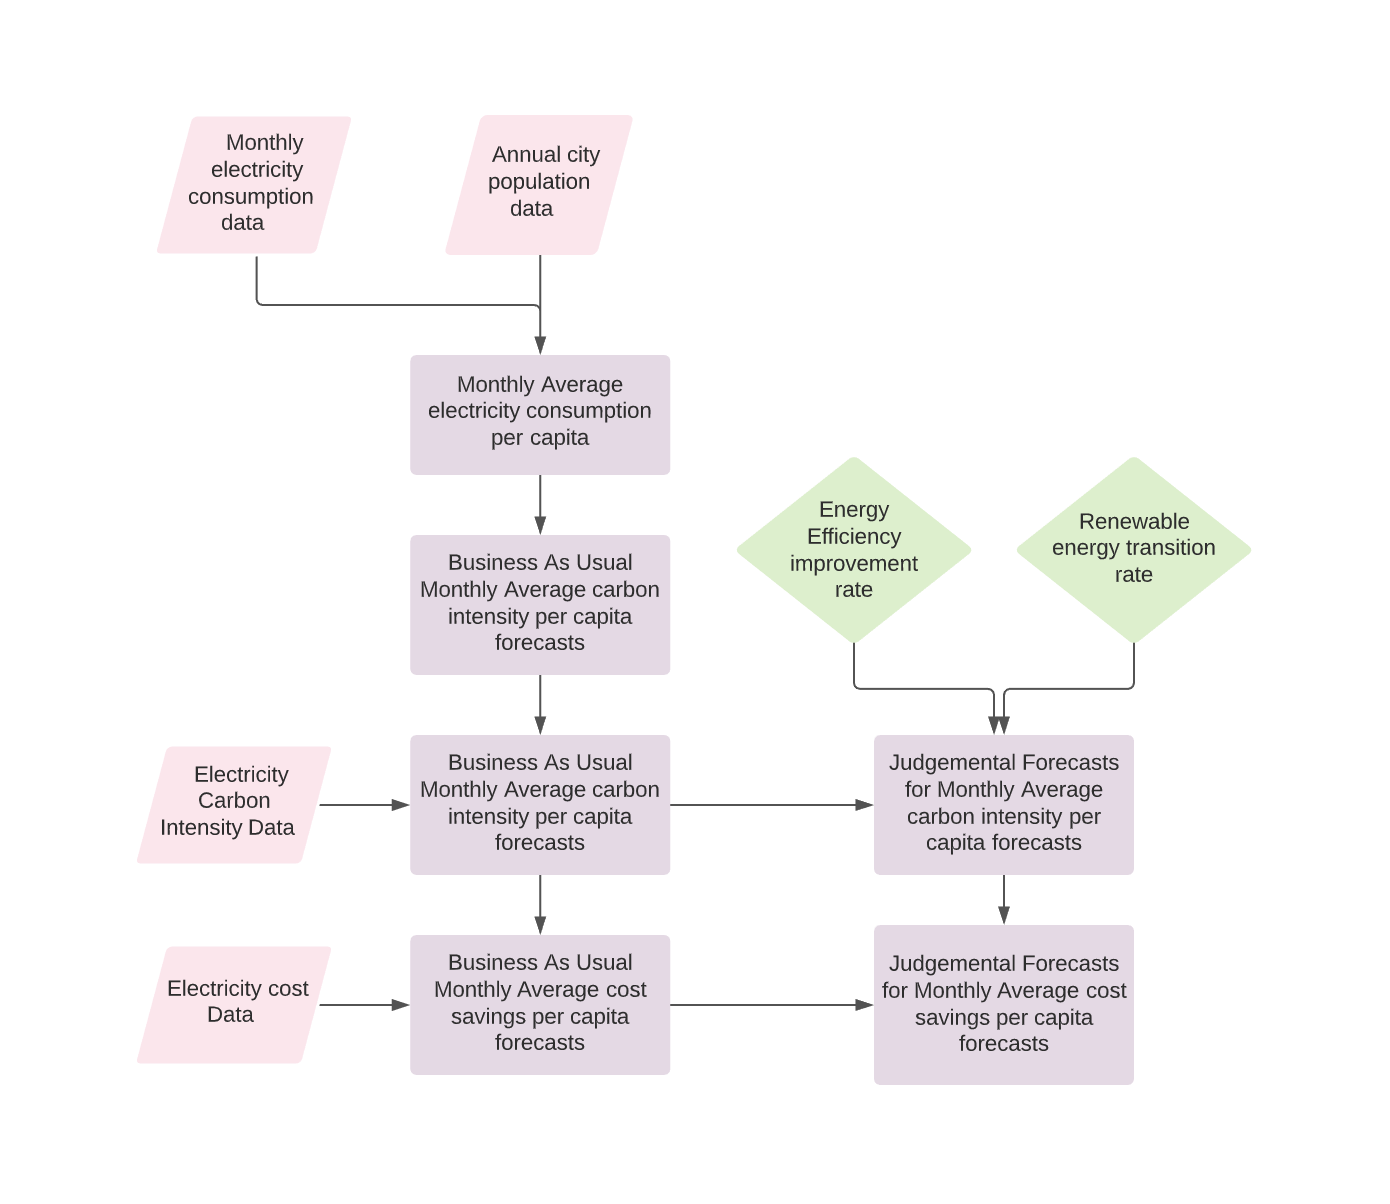 Monthly
electricity
consumption
data
Annual city
population
data
Monthly Average
electricity consumption
per capita
Business As Usual
Monthly Average carbon
intensity per capita
forecasts
Energy
Efficiency
improvement
rate
Renewable
energy transition
rate
Electricity
Carbon
Intensity Data
Business As Usual
Monthly Average carbon
intensity per capita
forecasts
Judgemental Forecasts
for Monthly Average
carbon intensity per
capita forecasts
Electricity cost
Data
Business As Usual
Monthly Average cost
savings per capita
forecasts
Judgemental Forecasts
for Monthly Average cost
savings per capita
forecasts